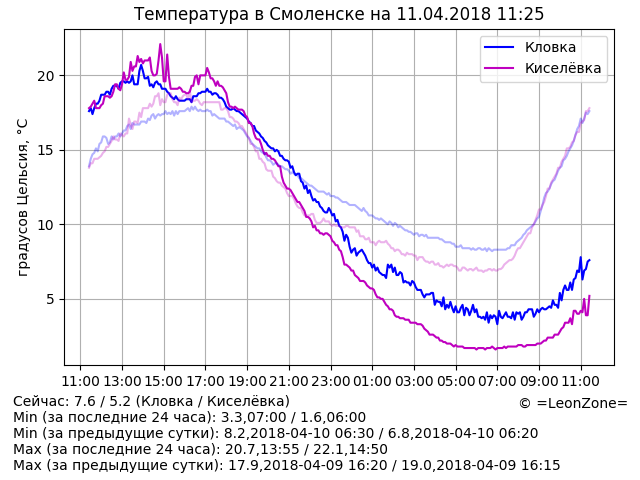 Температура в Смоленске на 11.04.2018 11:25
Кловка
Киселёвка
градусов Цельсия, °C
20
15
10
5
11:00 13:00 15:00 17:00 19:00 21:00 23:00 01:00 03:00 05:00 07:00 09:00 11:00
Сейчас: 7.6 / 5.2 (Кловка / Киселёвка)
© =LeonZone=
Min (за последние 24 часа): 3.3,07:00 / 1.6,06:00
Min (за предыдущие сутки): 8.2,2018-04-10 06:30 / 6.8,2018-04-10 06:20
Max (за последние 24 часа): 20.7,13:55 / 22.1,14:50
Max (за предыдущие сутки): 17.9,2018-04-09 16:20 / 19.0,2018-04-09 16:15